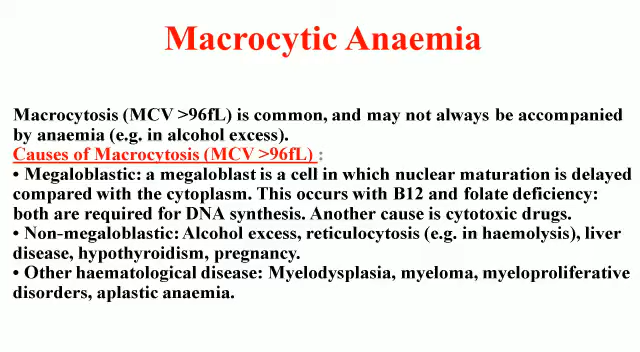 Macrocytic Anaemia
Macrocytosis (MCV >96fL) is common, and may not always be accompanied
by anaemia (e.g. in alcohol excess).
Causes of Macrocytosis (MCV >96fL) :
• Megaloblastic: a megaloblast is a cell in which nuclear maturation is delayed
compared with the cytoplasm. This occurs with B12 and folate deficiency:
both are required for DNA synthesis. Another cause is cytotoxic drugs.
• Non-megaloblastic: Alcohol excess, reticulocytosis (e.g. in haemolysis), liver
disease, hypothyroidism, pregnancy.
• Other haematological disease: Myelodysplasia, myeloma, myeloproliferative
disorders, aplastic anaemia.